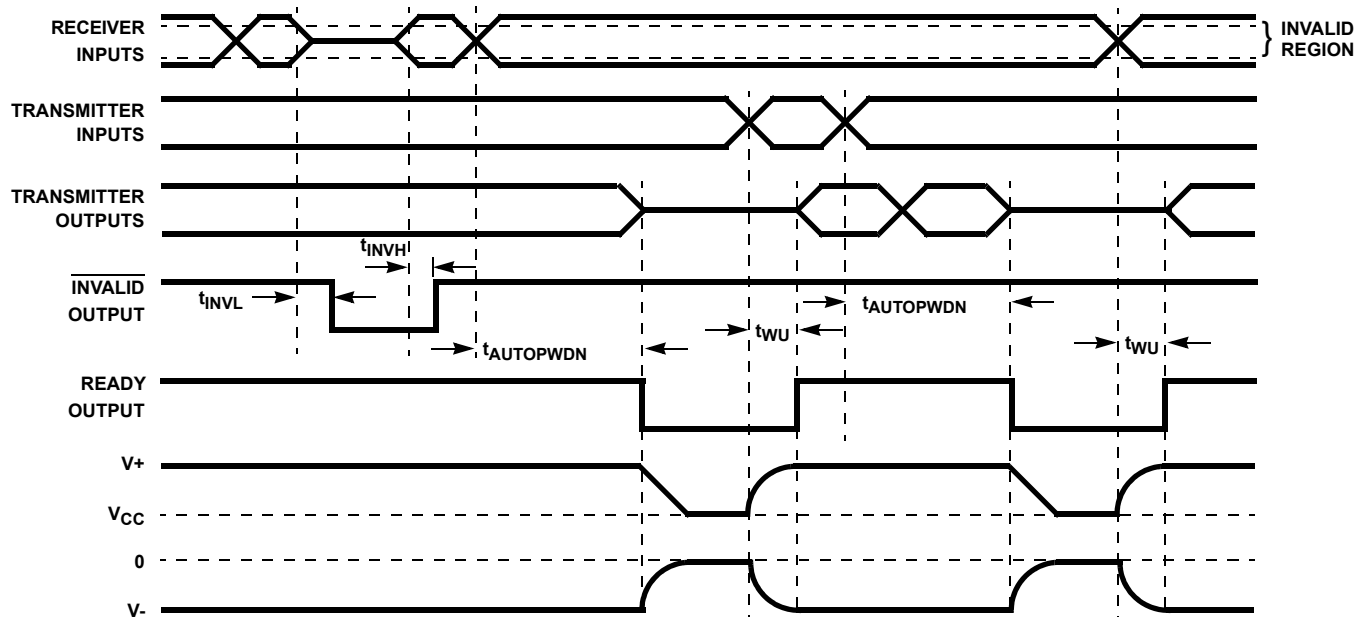 RECEIVER
INPUTS
INVALID
REGION
TRANSMITTER
INPUTS
TRANSMITTER
OUTPUTS
tINVH
INVALID
OUTPUT
tINVL
tAUTOPWDN
tWU
tAUTOPWDN
tWU
READY
OUTPUT
V+
VCC
0
V-